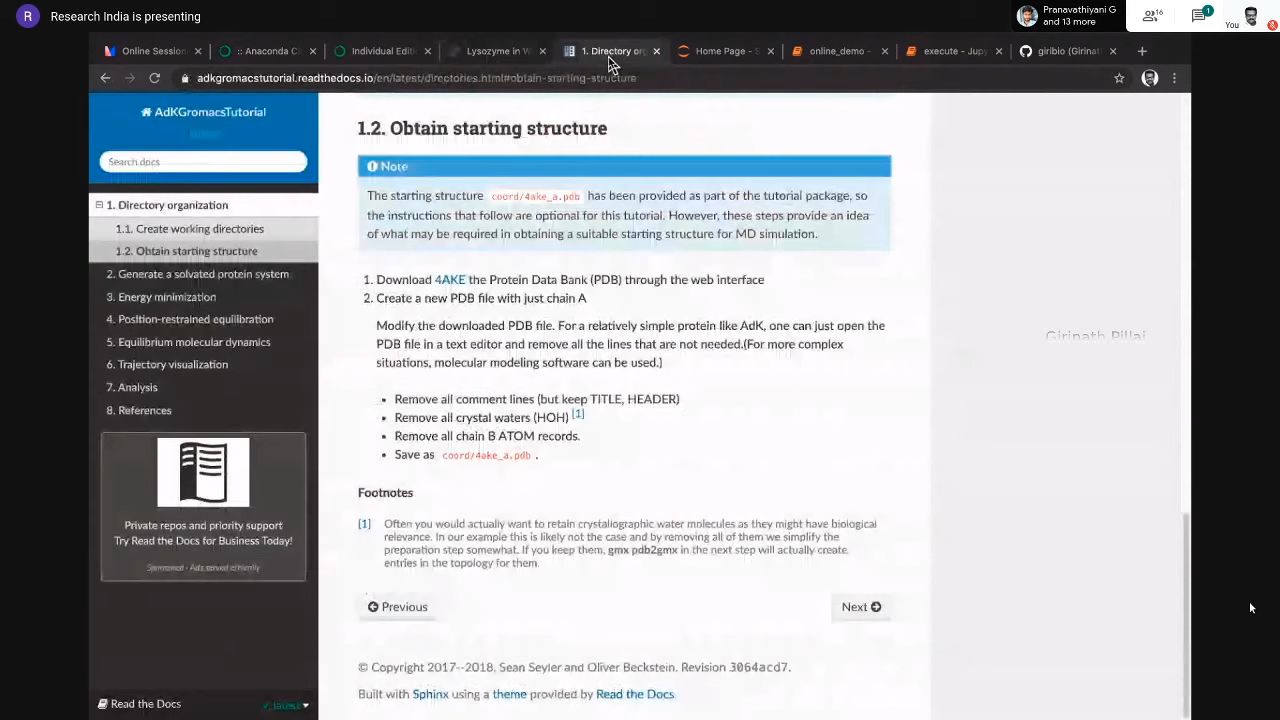 R Research India is presenting
Pranavathiyani G
and 13 more
16
1
You
Online Session
:: Anaconda C
Individual Editi
Lysozyme in W
1. Directory org
Home Page - S
online_demo -
execute - Jupy
giribio (Girinath
adkgromacstutorial.readthedocs.io/en/latest/directories.html#obtain-starting-structure
AdKGromacsTutorial
Search docs
1. Directory organization
1.1. Create working directories
1.2. Obtain starting structure
2. Generate a solvated protein system
3. Energy minimization
4. Position-restrained equilibration
5. Equilibrium molecular dynamics
6. Trajectory visualization
7. Analysis
8. References
Private repos and priority support
Try Read the Docs for Business Today!
Sponsored · Ads served ethically
Read the Docs
latest
1.2. Obtain starting structure
Note
The starting structure coord/4ake_a.pdb has been provided as part of the tutorial package, so
the instructions that follow are optional for this tutorial. However, these steps provide an idea
of what may be required in obtaining a suitable starting structure for MD simulation.
1. Download 4AKE the Protein Data Bank (PDB) through the web interface
2. Create a new PDB file with just chain A
Modify the downloaded PDB file. For a relatively simple protein like AdK, one can just open the
PDB file in a text editor and remove all the lines that are not needed.(For more complex
situations, molecular modeling software can be used.)
• Remove all comment lines (but keep TITLE, HEADER)
• Remove all crystal waters (HOH) [1]
• Remove all chain B ATOM records.
• Save as coord/4ake_a.pdb .
Footnotes
[1] Often you would actually want to retain crystallographic water molecules as they might have biological
relevance. In our example this is likely not the case and by removing all of them we simplify the
preparation step somewhat. If you keep them, gmx pdb2gmx in the next step will actually create
entries in the topology for them.
Previous
Next
© Copyright 2017--2018, Sean Seyler and Oliver Beckstein. Revision 3064acd7.
Built with Sphinx using a theme provided by Read the Docs.
Girinath Pillai